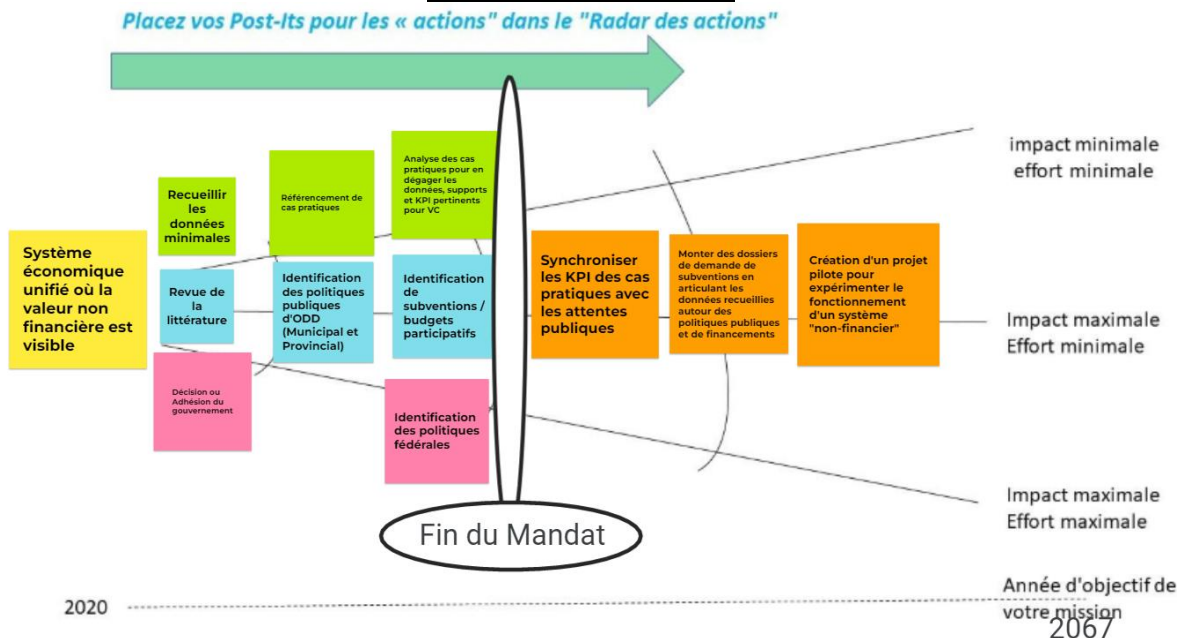 Placez vos Post-Its pour les « actions" dans le "Radar des actions"
impact minimale
effort minimale
Système
économique
unifié où la
valeur non
financière est
visible
Recueillir
les
données
minimales
Référencement de
cas pratiques
Analyse des cas
pratiques pour en
dégager les
données, supports
et KPI pertinents
pour VC
Revue de
la
littérature
Identification
des politiques
publiques
d'ODD
(Municipal et
Provincial)
Identification
de
subventions /
budgets
participatifs
Synchroniser
les KPI des cas
pratiques avec
les attentes
publiques
Monter des dossiers
de demande de
subventions en
articulant les
données recueillies
autour des
politiques publiques
et de financements
Création d'un projet
pilote pour
expérimenter le
fonctionnement
d'un système
"non-financier"
Impact maximale
Effort minimale
Décision ou
Adhésion du
gouvernement
Identification
des politiques
fédérales
Impact maximale
Effort maximale
Fin du Mandat
2020
Année d'objectif de
votre mission
2067